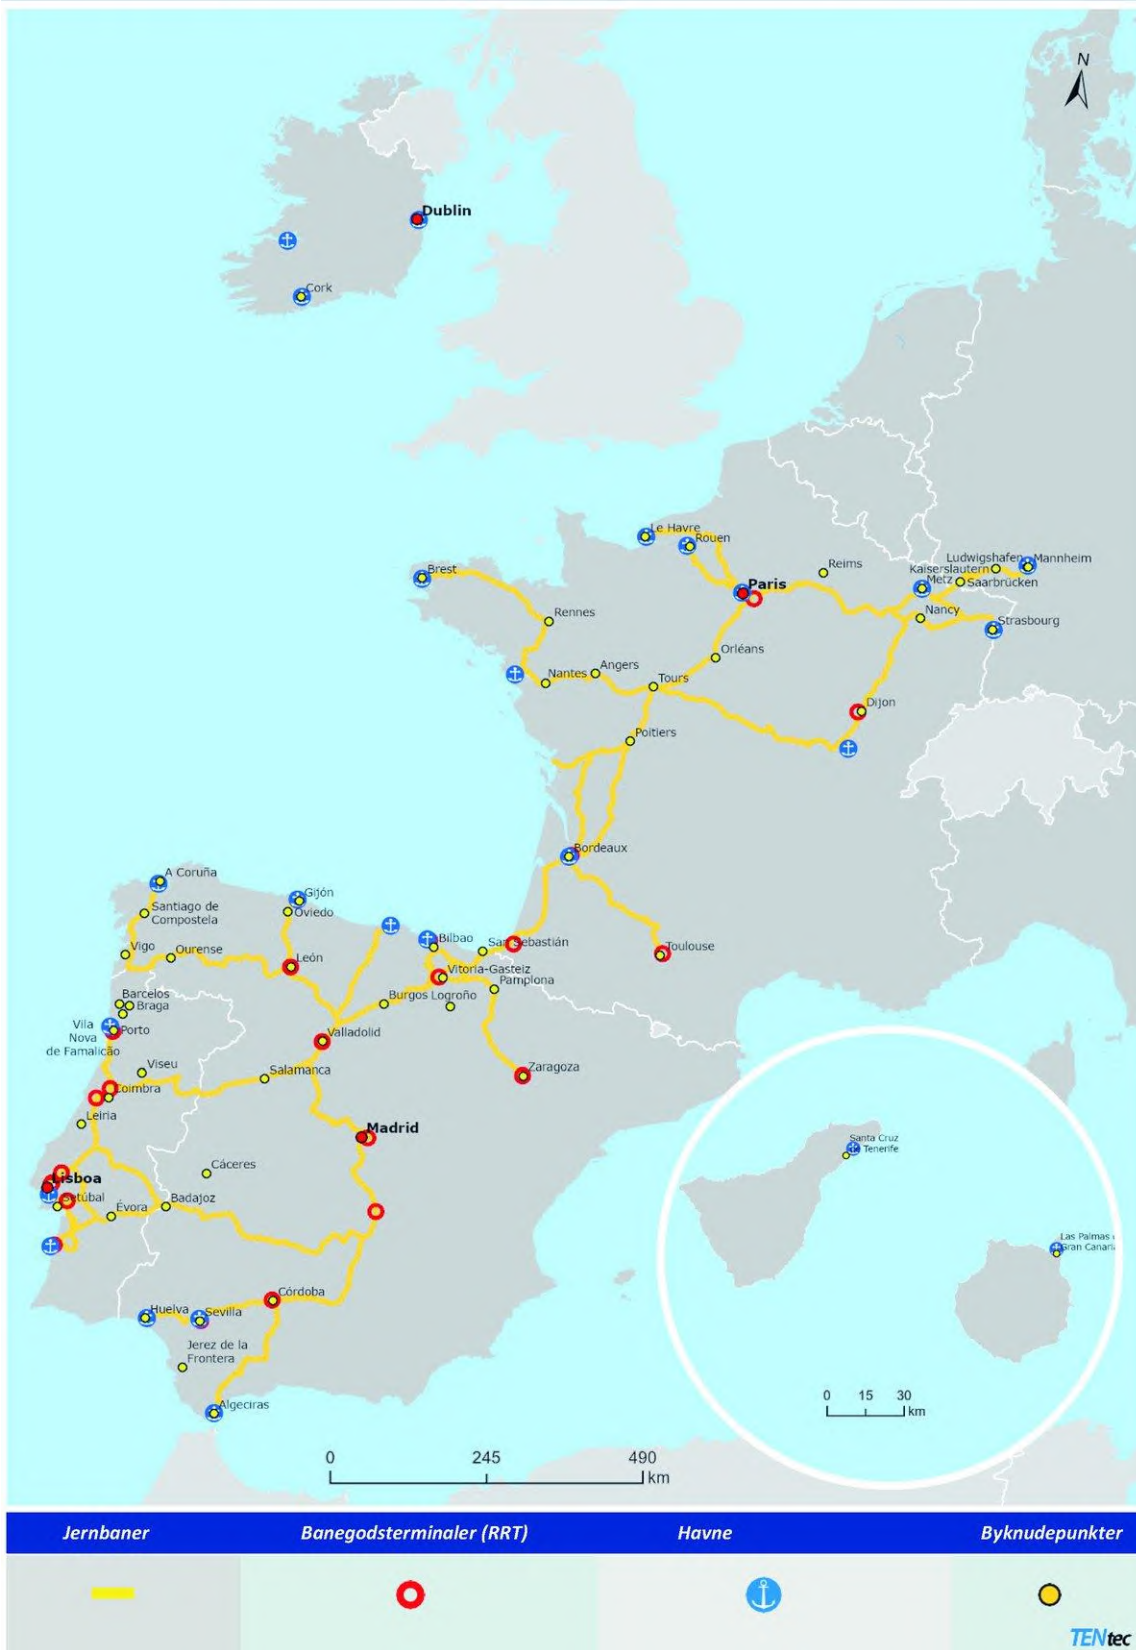 N
Dublin
Cork
Le Havre
Rouen
Brest
Paris
Reims
Ludwigshafen
Mannheim
Kaiserslautern
Metz
Saarbrücken
Rennes
Nancy
Strasbourg
Orléans
Nantes
Angers
Tours
Dijon
Poitiers
Bordeaux
A Coruña
Gijón
Santiago de
Compostela
Oviedo
Vigo
Ourense
León
Bilbao
San Sebastián
Toulouse
Vitoria-Gasteiz
Pamplona
Barcelos
Braga
Burgos
Logroño
Vila
Nova
de Famalicão
Porto
Valladolid
Viseu
Salamanca
Zaragoza
Coimbra
Leiria
Madrid
Santa Cruz
Tenerife
Cáceres
Lisboa
Setúbal
Évora
Badajoz
Las Palmas
Gran Canari
Córdoba
Huelva
Sevilla
Jerez de la
Frontera
Algeciras
0 15 30
km
0 245 490
km
Jernbaner Banegodsterminaler (RRT) Havne Byknudepunkter
TENtec